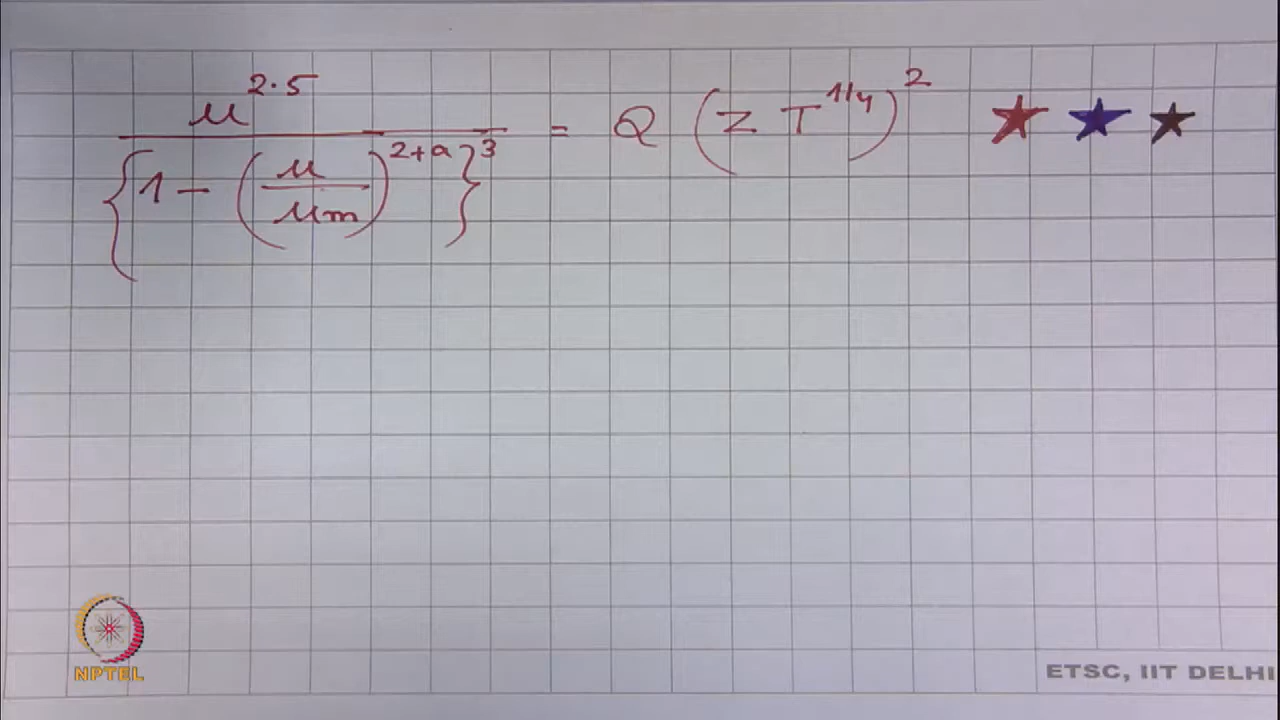 μ^2.5 / {1 - (μ/μm)^2+a}^3 = Q (Z T^1/4)^2
NPTEL
ETSC, IIT DELHI